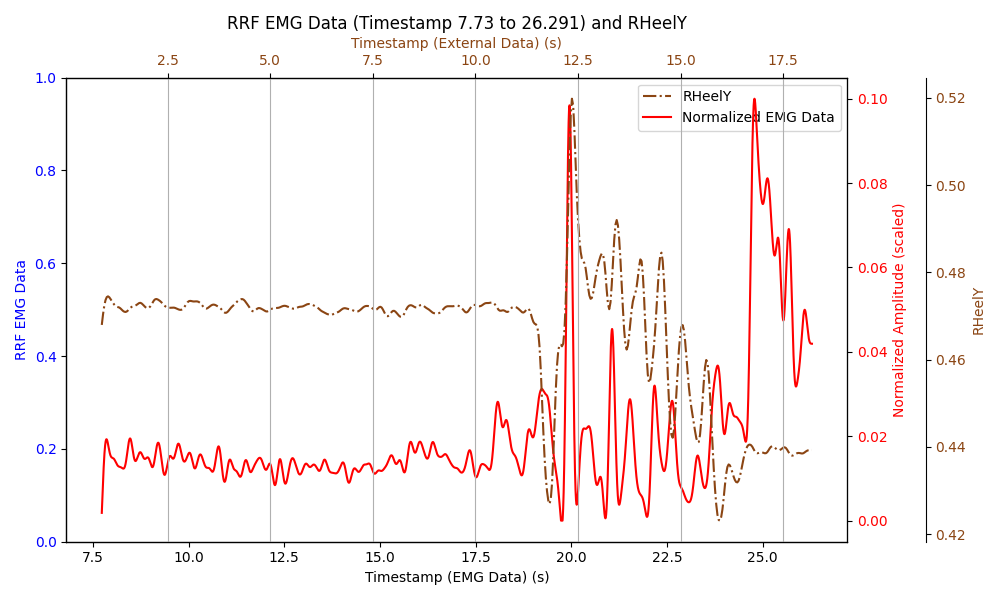 RRF EMG Data (Timestamp 7.73 to 26.291) and RHeelY
Timestamp (External Data) (s)
2.5 5.0 7.5 10.0 12.5 15.0 17.5
RHeelY
Normalized EMG Data
1.0
0.8
0.6
0.4
0.2
0.0
RRF EMG Data
0.10
0.08
0.06
0.04
0.02
0.00
Normalized Amplitude (scaled)
0.52
0.50
0.48
0.46
0.44
0.42
RHeelY
7.5 10.0 12.5 15.0 17.5 20.0 22.5 25.0
Timestamp (EMG Data) (s)